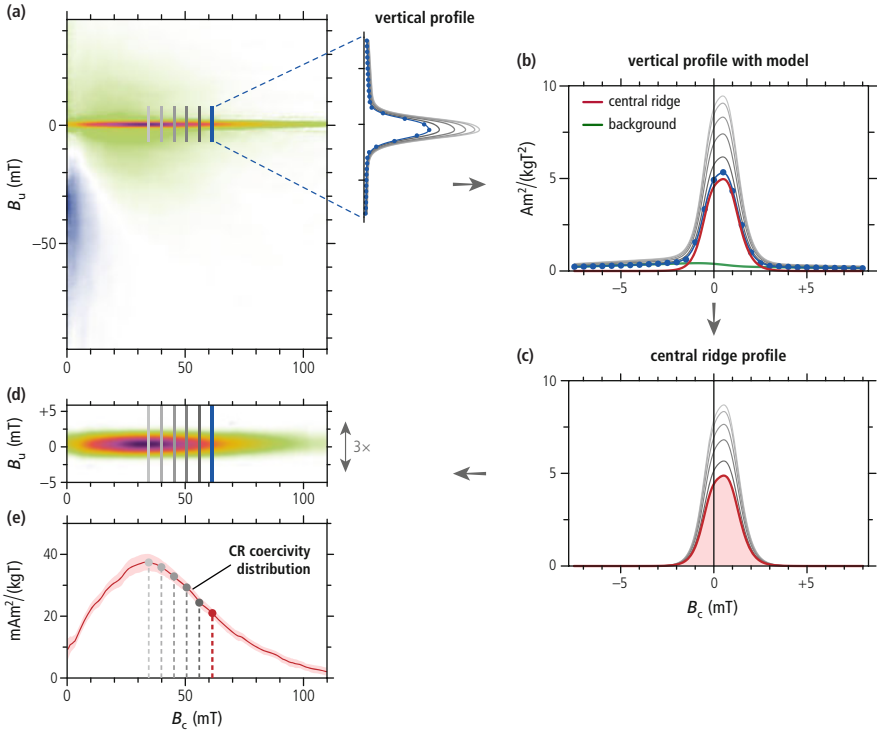 (a)
vertical profile
0
−50
B_u (mT)
0
50
100
(b)
vertical profile with model
central ridge
background
10
5
0
Am²/(kgT²)
−5
0
+5
(c)
central ridge profile
10
5
0
−5
0
+5
B_c (mT)
(d)
+5
0
−5
B_u (mT)
3×
0
50
100
(e)
CR coercivity
distribution
40
20
0
mAm²/(kgT)
0
50
100
B_c (mT)